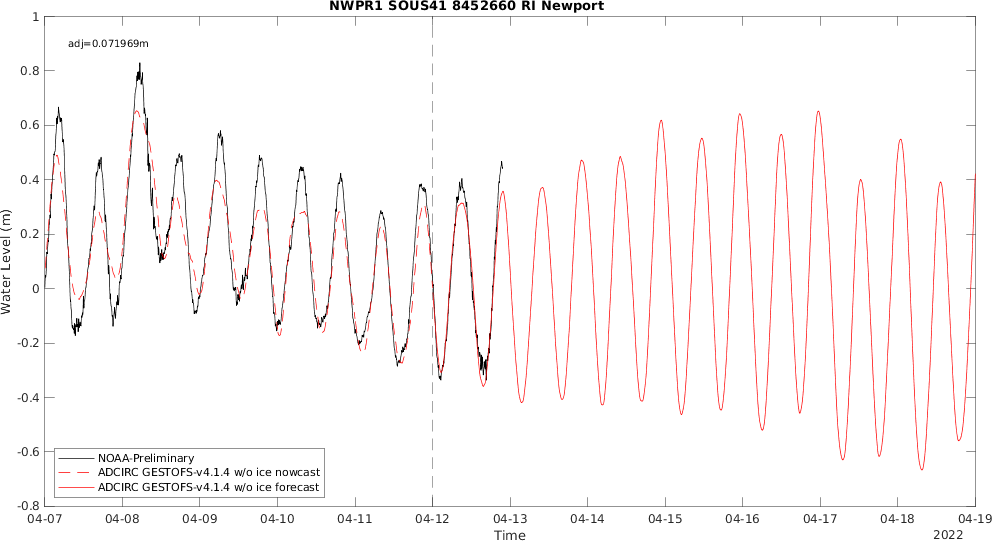 NWPR1 SOUS41 8452660 RI Newport
adj=0.071969m
1
0.8
0.6
0.4
0.2
0
-0.2
-0.4
-0.6
-0.8
Water Level (m)
NOAA-Preliminary
ADCIRC GESTOFS-v4.1.4 w/o ice nowcast
ADCIRC GESTOFS-v4.1.4 w/o ice forecast
04-07 04-08 04-09 04-10 04-11 04-12 04-13 04-14 04-15 04-16 04-17 04-18 04-19
Time
2022